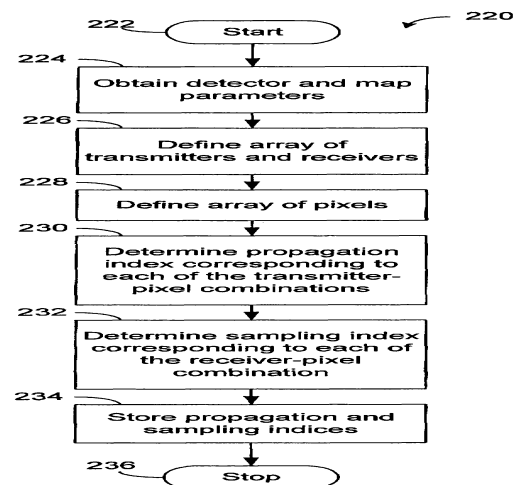 220
222
Start
224
Obtain detector and map
parameters
226
Define array of
transmitters and receivers
228
Define array of pixels
230
Determine propagation
index corresponding to
each of the transmitter-
pixel combinations
232
Determine sampling index
corresponding to each of
the receiver-pixel
combination
234
Store propagation and
sampling indices
236
Stop